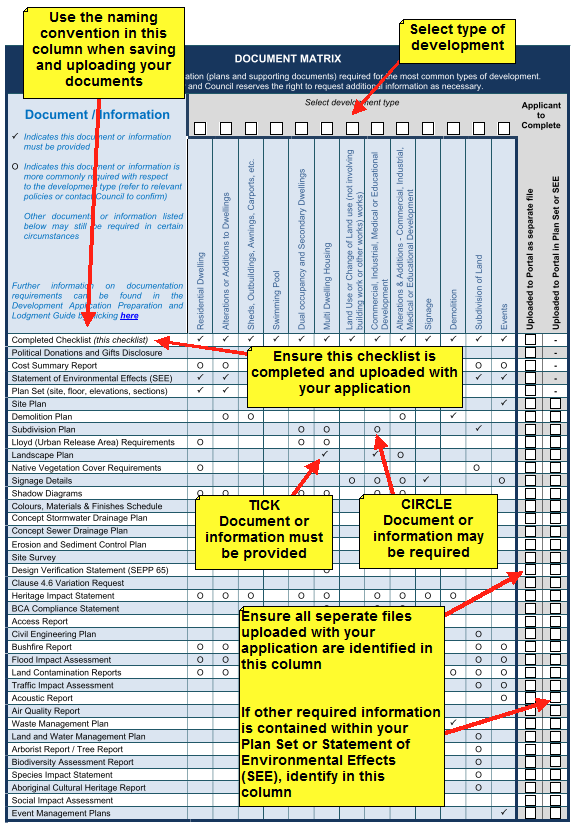 Use the naming
convention in this
column when saving
and uploading your
documents
Select type of
development
DOCUMENT MATRIX
ation (plans and supporting documents) required for the most common types of development.
and Council reserves the right to request additional information as necessary.
Document / Information
✓ Indicates this document or information
must be provided
O Indicates this document or information is
more commonly required with respect
to the development type (refer to relevant
policies or contact Council to confirm)
Other documents or information listed
below may still be required in certain
circumstances
Further information on documentation
requirements can be found in the
Development Application Preparation and
Lodgment Guide by clicking here
Select development type
Applicant
to
Complete
Residential Dwelling
Alterations or Additions to Dwellings
Sheds, Outbuildings, Awnings, Carports, etc.
Swimming Pool
Dual occupancy and Secondary Dwellings
Multi Dwelling Housing
Land Use or Change of Land use (not involving
building work or other works) works)
Commercial, Industrial, Medical or Educational
Development
Alterations & Additions - Commercial, Industrial,
Medical or Educational Development
Signage
Demolition
Subdivision of Land
Events
Uploaded to Portal as separate file
Uploaded to Portal in Plan Set or SEE
Completed Checklist (this checklist) ✓ ✓ ✓ ✓ ✓ ✓ ✓ ✓ ✓ ✓ ✓ ✓ ✓ -
Political Donations and Gifts Disclosure -
Cost Summary Report O O O O -
Statement of Environmental Effects (SEE) ✓ ✓ ✓ ✓ -
Plan Set (site, floor, elevations, sections) ✓ ✓ -
Site Plan ✓
Demolition Plan O O O ✓
Subdivision Plan O O O ✓
Lloyd (Urban Release Area) Requirements O O O
Landscape Plan ✓ ✓ O
Native Vegetation Cover Requirements O O
Signage Details O O O ✓ O
Shadow Diagrams
Colours, Materials & Finishes Schedule
Concept Stormwater Drainage Plan
Concept Sewer Drainage Plan
Erosion and Sediment Control Plan
Site Survey
Design Verification Statement (SEPP 65)
Clause 4.6 Variation Request
Heritage Impact Statement O O O O O O O O O O O
BCA Compliance Statement
Access Report
Civil Engineering Plan O
Bushfire Report O O O O
Flood Impact Assessment O O O O
Land Contamination Reports O O O O O
Traffic Impact Assessment O O
Acoustic Report O
Air Quality Report
Waste Management Plan ✓
Land and Water Management Plan O
Arborist Report / Tree Report O
Biodiversity Assessment Report O
Species Impact Statement O
Aboriginal Cultural Heritage Report O
Social Impact Assessment
Event Management Plans ✓
Ensure this checklist is
completed and uploaded with
your application
TICK
Document or
information must
be provided
CIRCLE
Document or
information may
be required
Ensure all seperate files
uploaded with your
application are identified in
this column
If other required information
is contained within your
Plan Set or Statement of
Environmental Effects
(SEE), identify in this
column